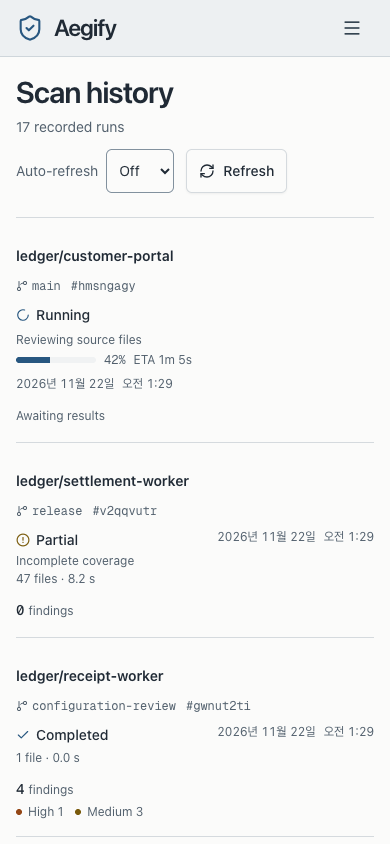 Aegify
Scan history
17 recorded runs
Auto-refresh Off Refresh
ledger/customer-portal
main #hmsngagy
Running
Reviewing source files
42% ETA 1m 5s
2026년 11월 22일 오전 1:29
Awaiting results
ledger/settlement-worker
release #v2qqvutr
Partial 2026년 11월 22일 오전 1:29
Incomplete coverage
47 files · 8.2 s
0 findings
ledger/receipt-worker
configuration-review #gwnut2ti
Completed 2026년 11월 22일 오전 1:29
1 file · 0.0 s
4 findings
High 1 Medium 3